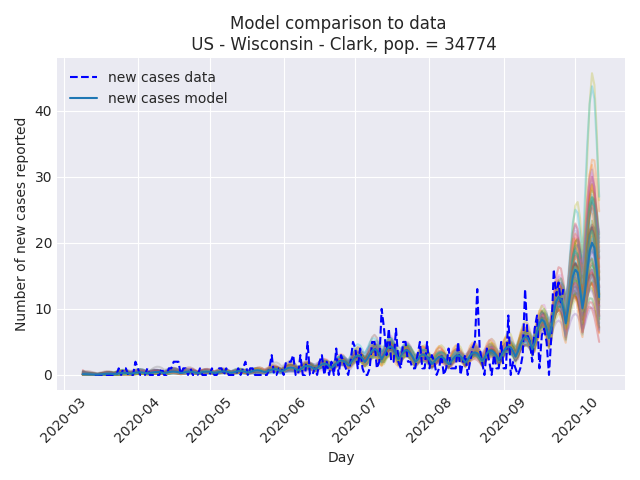 Model comparison to data
US - Wisconsin - Clark, pop. = 34774
new cases data
new cases model
Number of new cases reported
40
30
20
10
0
2020-03
2020-04
2020-05
2020-06
2020-07
2020-08
2020-09
2020-10
Day